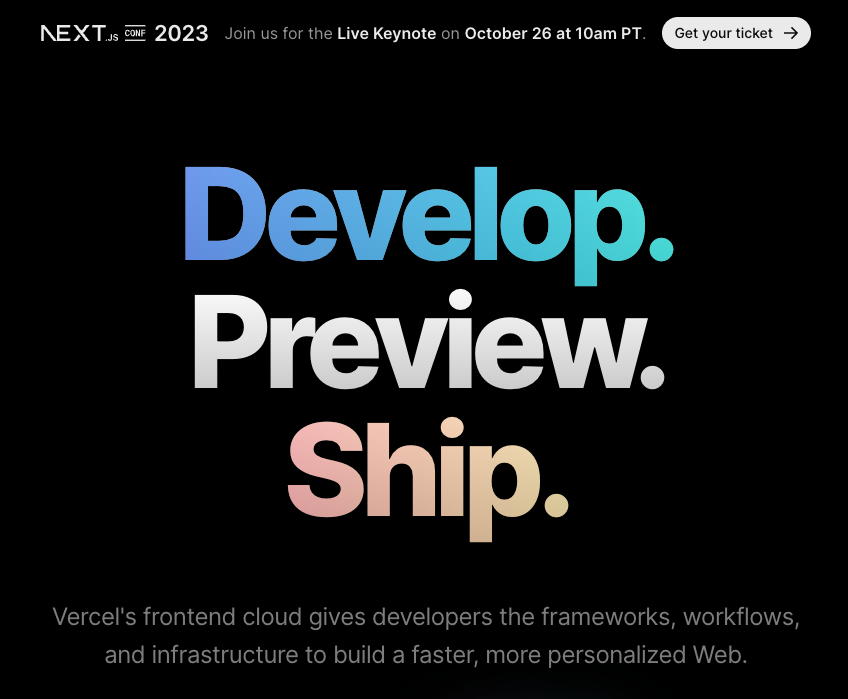 NEXT.JS CONF 2023 Join us for the Live Keynote on October 26 at 10am PT. Get your ticket →
Develop.
Preview.
Ship.
Vercel's frontend cloud gives developers the frameworks, workflows,
and infrastructure to build a faster, more personalized Web.